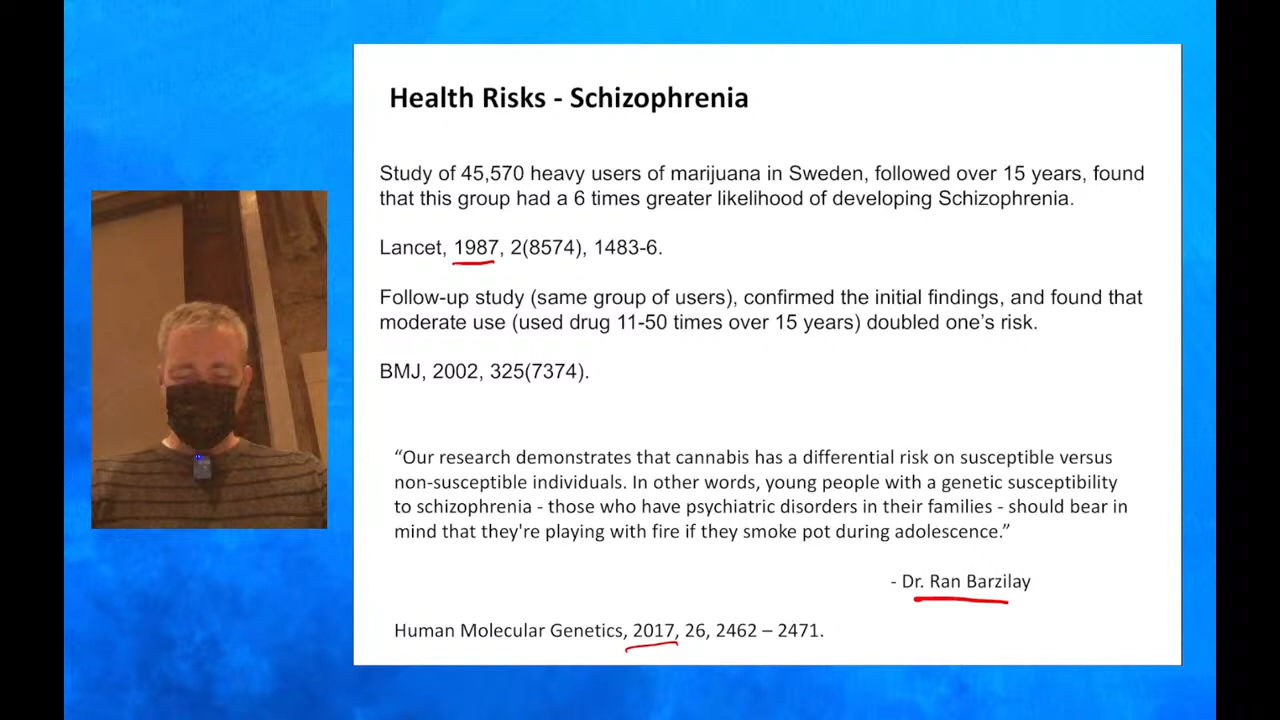 Health Risks - Schizophrenia
Study of 45,570 heavy users of marijuana in Sweden, followed over 15 years, found
that this group had a 6 times greater likelihood of developing Schizophrenia.
Lancet, 1987, 2(8574), 1483-6.
Follow-up study (same group of users), confirmed the initial findings, and found that
moderate use (used drug 11-50 times over 15 years) doubled one’s risk.
BMJ, 2002, 325(7374).
“Our research demonstrates that cannabis has a differential risk on susceptible versus
non-susceptible individuals. In other words, young people with a genetic susceptibility
to schizophrenia - those who have psychiatric disorders in their families - should bear in
mind that they're playing with fire if they smoke pot during adolescence.”
- Dr. Ran Barzilay
Human Molecular Genetics, 2017, 26, 2462 – 2471.